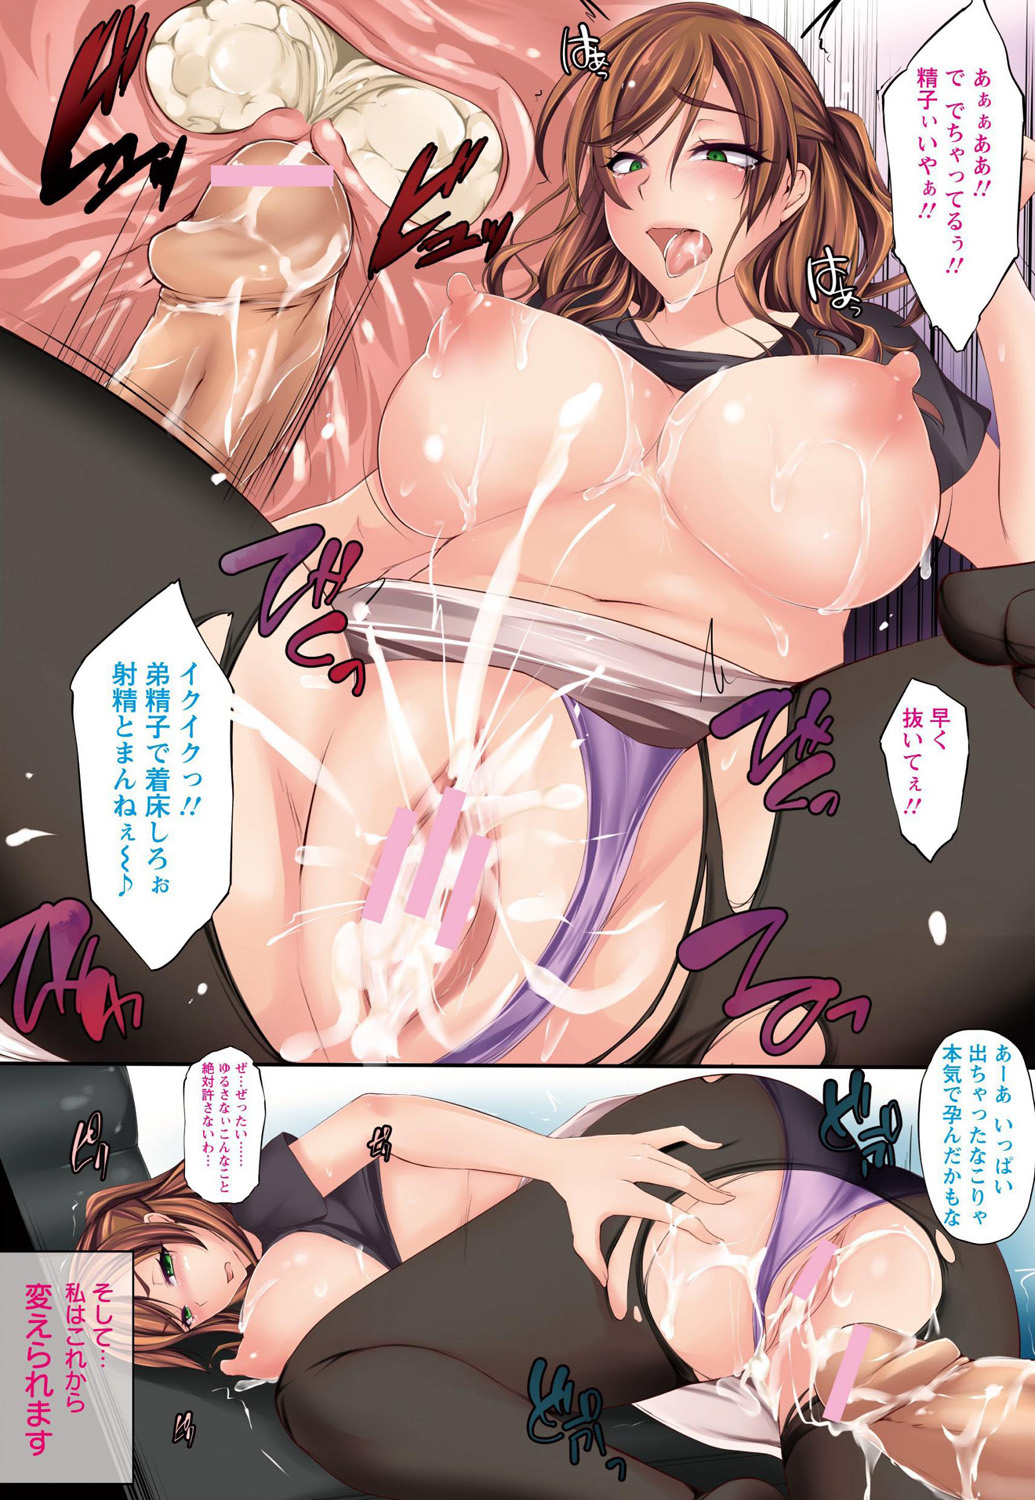 あぁぁああ!!
で でちゃってるぅ!!
精子ぃいやぁ!!
はぁっ
はぁっ
ビュッ
ビュッ
イクイクっ!!
弟精子で着床しろぉ
射精とまんねぇ～♪
早く
抜いてぇ!!
あーあ いっぱい
出ちゃったなこりゃ
本気で孕んだかもな
ぜ…ぜったい……
ゆるさないこんなこと
絶対許さないわ…
そして…
私はこれから
変えられます